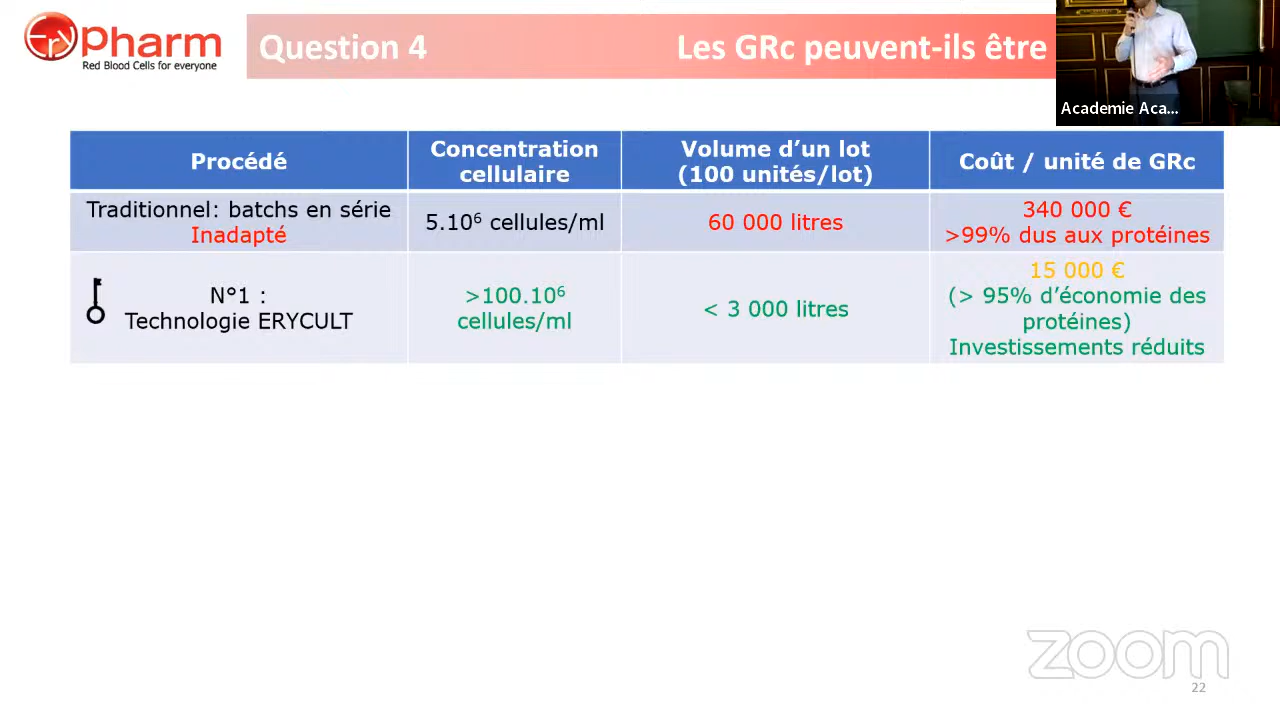 EryPharm
Red Blood Cells for everyone
Question 4
Les GRc peuvent-ils être
Academie Aca...
Procédé
Concentration
cellulaire
Volume d’un lot
(100 unités/lot)
Coût / unité de GRc
Traditionnel: batchs en série
Inadapté
5.10⁶ cellules/ml
60 000 litres
340 000 €
>99% dus aux protéines
N°1 :
Technologie ERYCULT
>100.10⁶
cellules/ml
< 3 000 litres
15 000 €
(> 95% d’économie des
protéines)
Investissements réduits
zoom
22